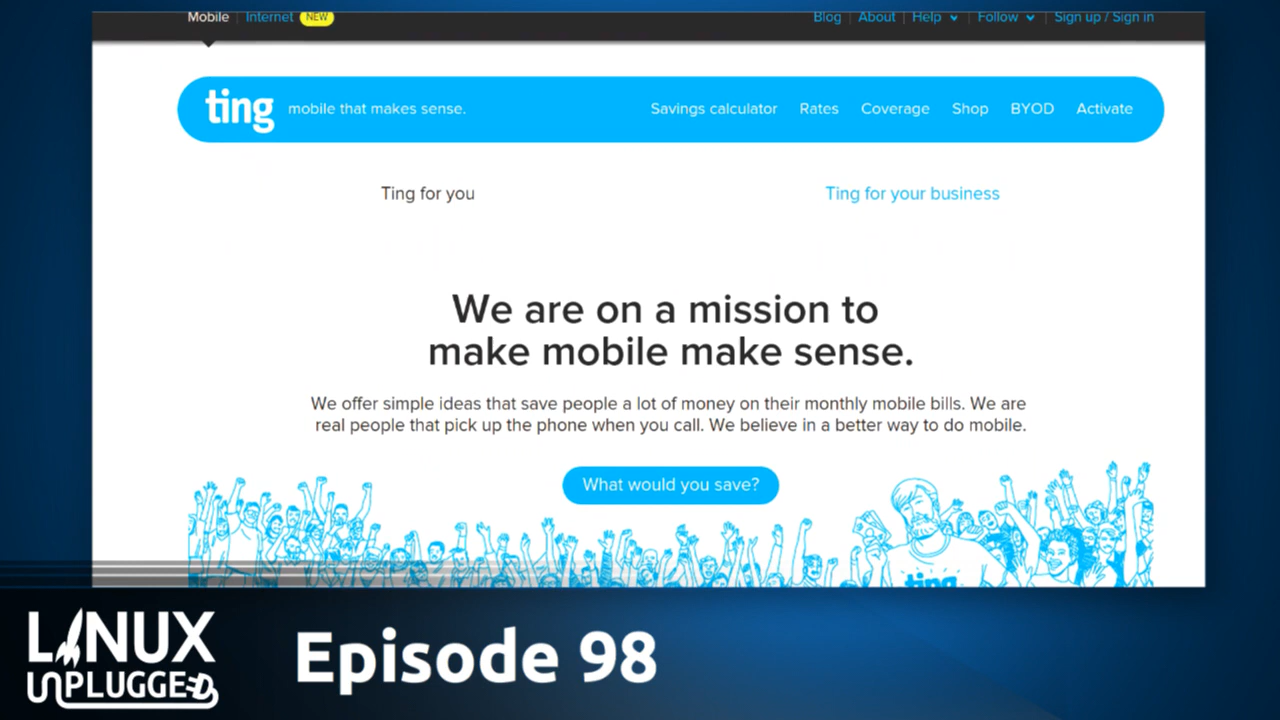 Mobile | Internet NEW Blog | About | Help | Follow | Sign up / Sign in
ting mobile that makes sense. Savings calculator Rates Coverage Shop BYOD Activate
Ting for you Ting for your business
We are on a mission to
make mobile make sense.
We offer simple ideas that save people a lot of money on their monthly mobile bills. We are
real people that pick up the phone when you call. We believe in a better way to do mobile.
What would you save?
ting
LINUX
UNPLUGGED
Episode 98